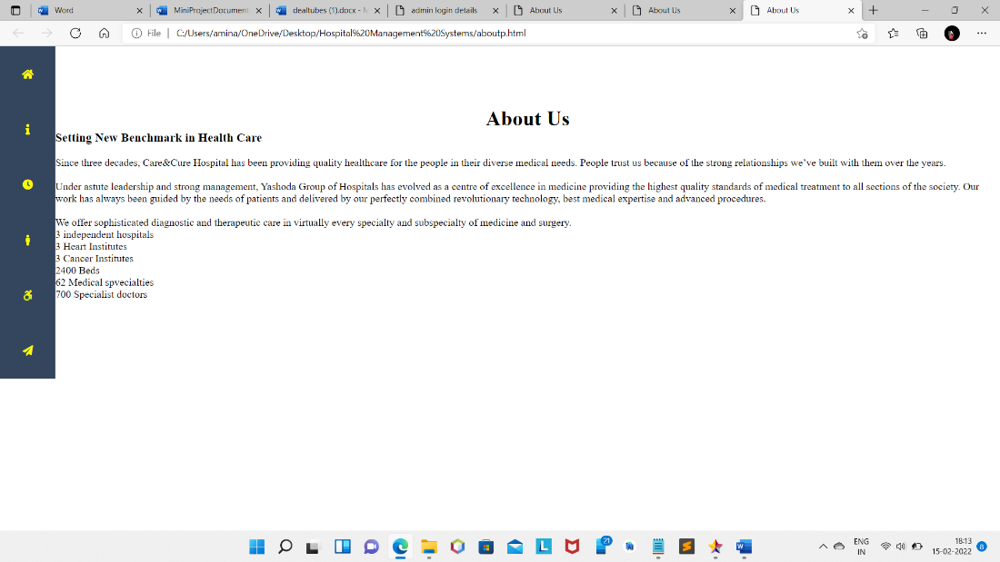 Word
MiniProjectDocument
dealtubes (1).docx - 
admin login details
About Us
About Us
About Us
File
C:/Users/amina/OneDrive/Desktop/Hospital%20Management%20Systems/aboutp.html
About Us
Setting New Benchmark in Health Care
Since three decades, Care&Cure Hospital has been providing quality healthcare for the people in their diverse medical needs. People trust us because of the strong relationships we've built with them over the years.
Under astute leadership and strong management, Yashoda Group of Hospitals has evolved as a centre of excellence in medicine providing the highest quality standards of medical treatment to all sections of the society. Our
work has always been guided by the needs of patients and delivered by our perfectly combined revolutionary technology, best medical expertise and advanced procedures.
We offer sophisticated diagnostic and therapeutic care in virtually every specialty and subspecialty of medicine and surgery.
3 independent hospitals
3 Heart Institutes
3 Cancer Institutes
2400 Beds
62 Medical spvecialties
700 Specialist doctors
21
ENG
IN
18:13
15-02-2022
8